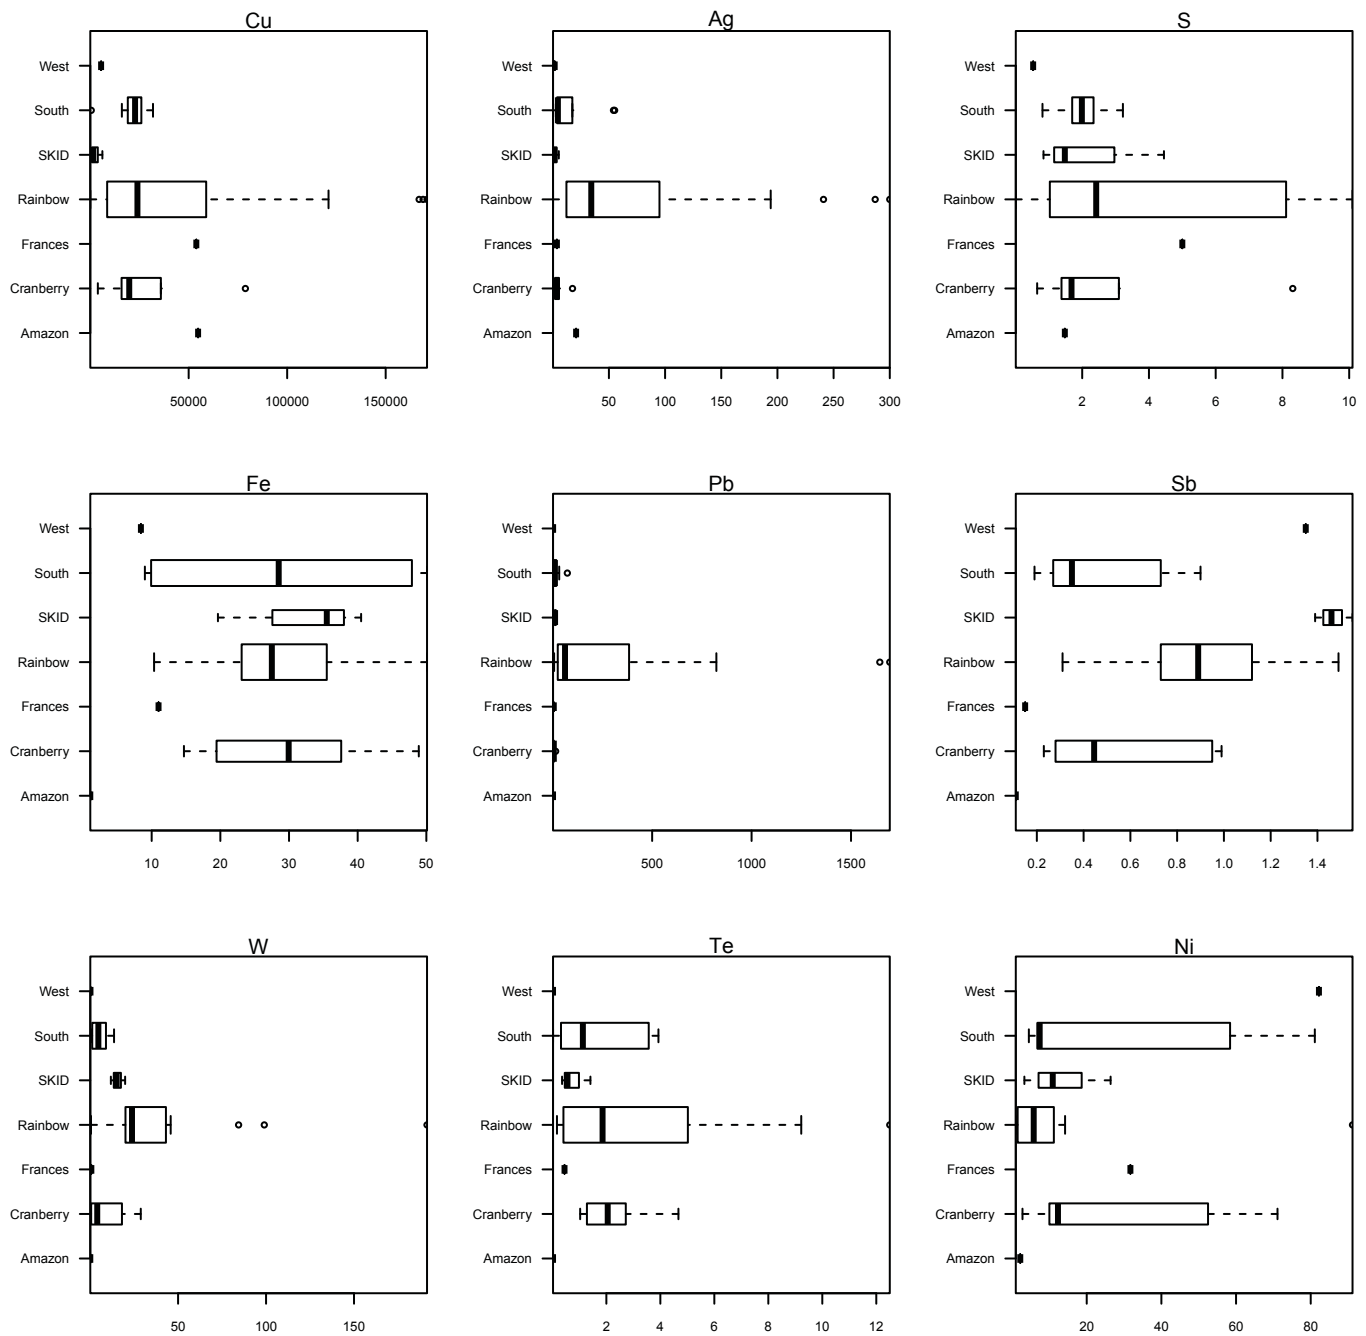 Cu
West
South
SKID
Rainbow
Frances
Cranberry
Amazon
50000 100000 150000
Ag
West
South
SKID
Rainbow
Frances
Cranberry
Amazon
50 100 150 200 250 300
S
West
South
SKID
Rainbow
Frances
Cranberry
Amazon
2 4 6 8 10
Fe
West
South
SKID
Rainbow
Frances
Cranberry
Amazon
10 20 30 40 50
Pb
West
South
SKID
Rainbow
Frances
Cranberry
Amazon
500 1000 1500
Sb
West
South
SKID
Rainbow
Frances
Cranberry
Amazon
0.2 0.4 0.6 0.8 1.0 1.2 1.4
W
West
South
SKID
Rainbow
Frances
Cranberry
Amazon
50 100 150
Te
West
South
SKID
Rainbow
Frances
Cranberry
Amazon
2 4 6 8 10 12
Ni
West
South
SKID
Rainbow
Frances
Cranberry
Amazon
20 40 60 80